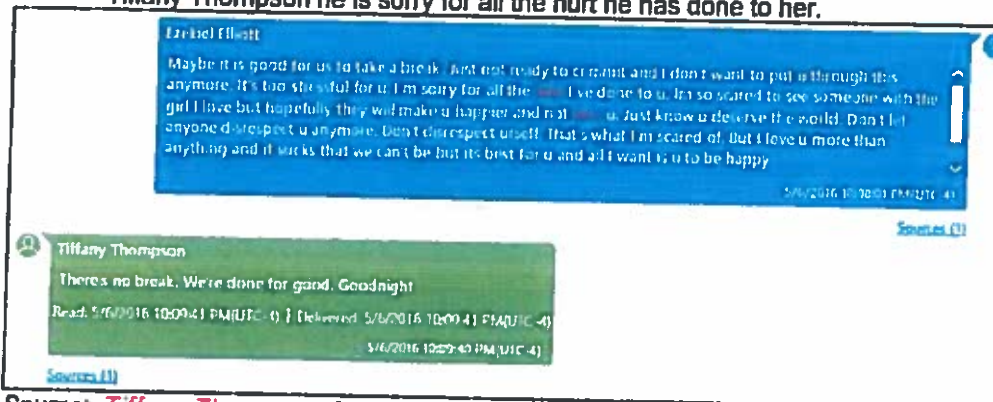 Tiffany Thompson he is sorry for all the hurt he has done to her.
Ezekiel Elliott
Maybe it is good for us to take a break. Just not ready to commit and I don't want to put u through this
anymore. It's too stressful for u. I'm sorry for all the I've done to u. Im so scared to see someone with the
girl I love but hopefully they will make u happier and not u. Just know u deserve the world. Don't let
anyone disrespect u anymore. Don't disrespect urself. That's what I'm scared of. But I love u more than
anything and it sucks that we can't be but its best for u and all I want is u to be happy
5/6/2016 PM(UTC-4)
Sources (1)
Tiffany Thompson
There's no break. We're done for good. Goodnight
Read: 5/6/2016 10:09:41 PM(UTC-4) Delivered: 5/6/2016 10:09:41 PM(UTC-4)
5/6/2016 10:09:40 PM(UTC-4)
Sources (1)